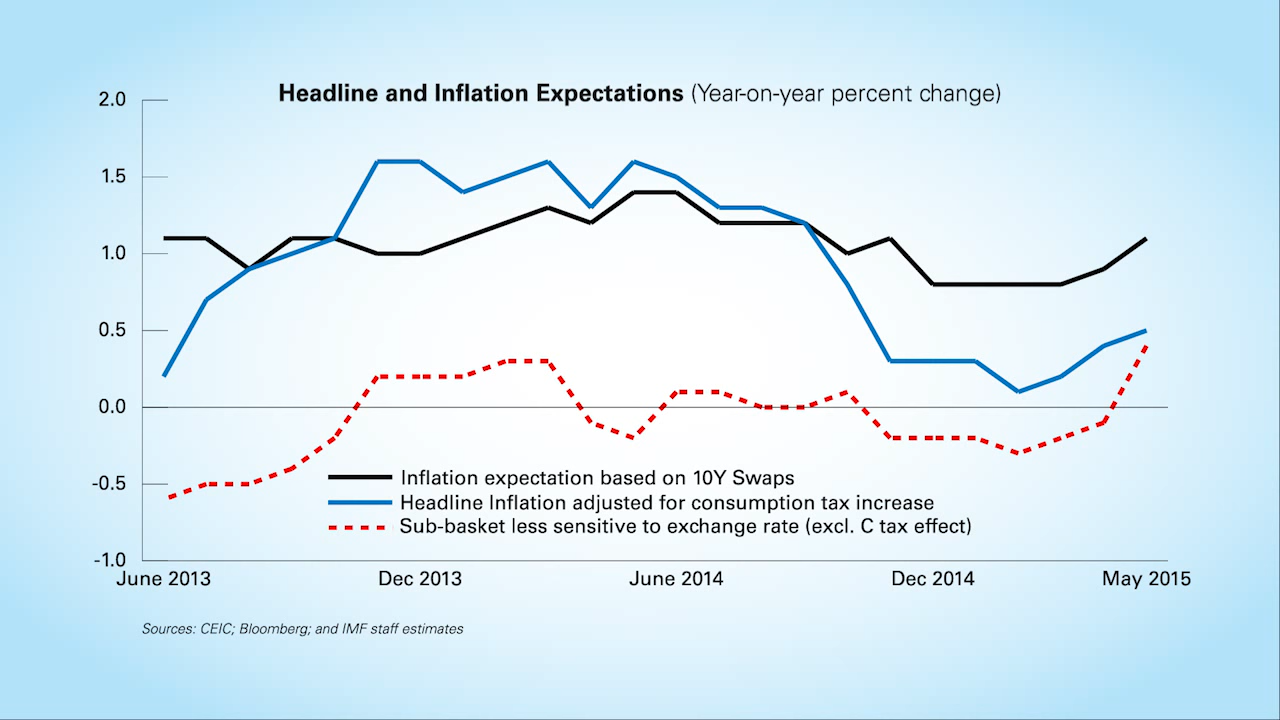 Headline and Inflation Expectations (Year-on-year percent change)
2.0
1.5
1.0
0.5
0.0
-0.5
-1.0
Inflation expectation based on 10Y Swaps
Headline Inflation adjusted for consumption tax increase
Sub-basket less sensitive to exchange rate (excl. C tax effect)
June 2013 Dec 2013 June 2014 Dec 2014 May 2015
Sources: CEIC; Bloomberg; and IMF staff estimates